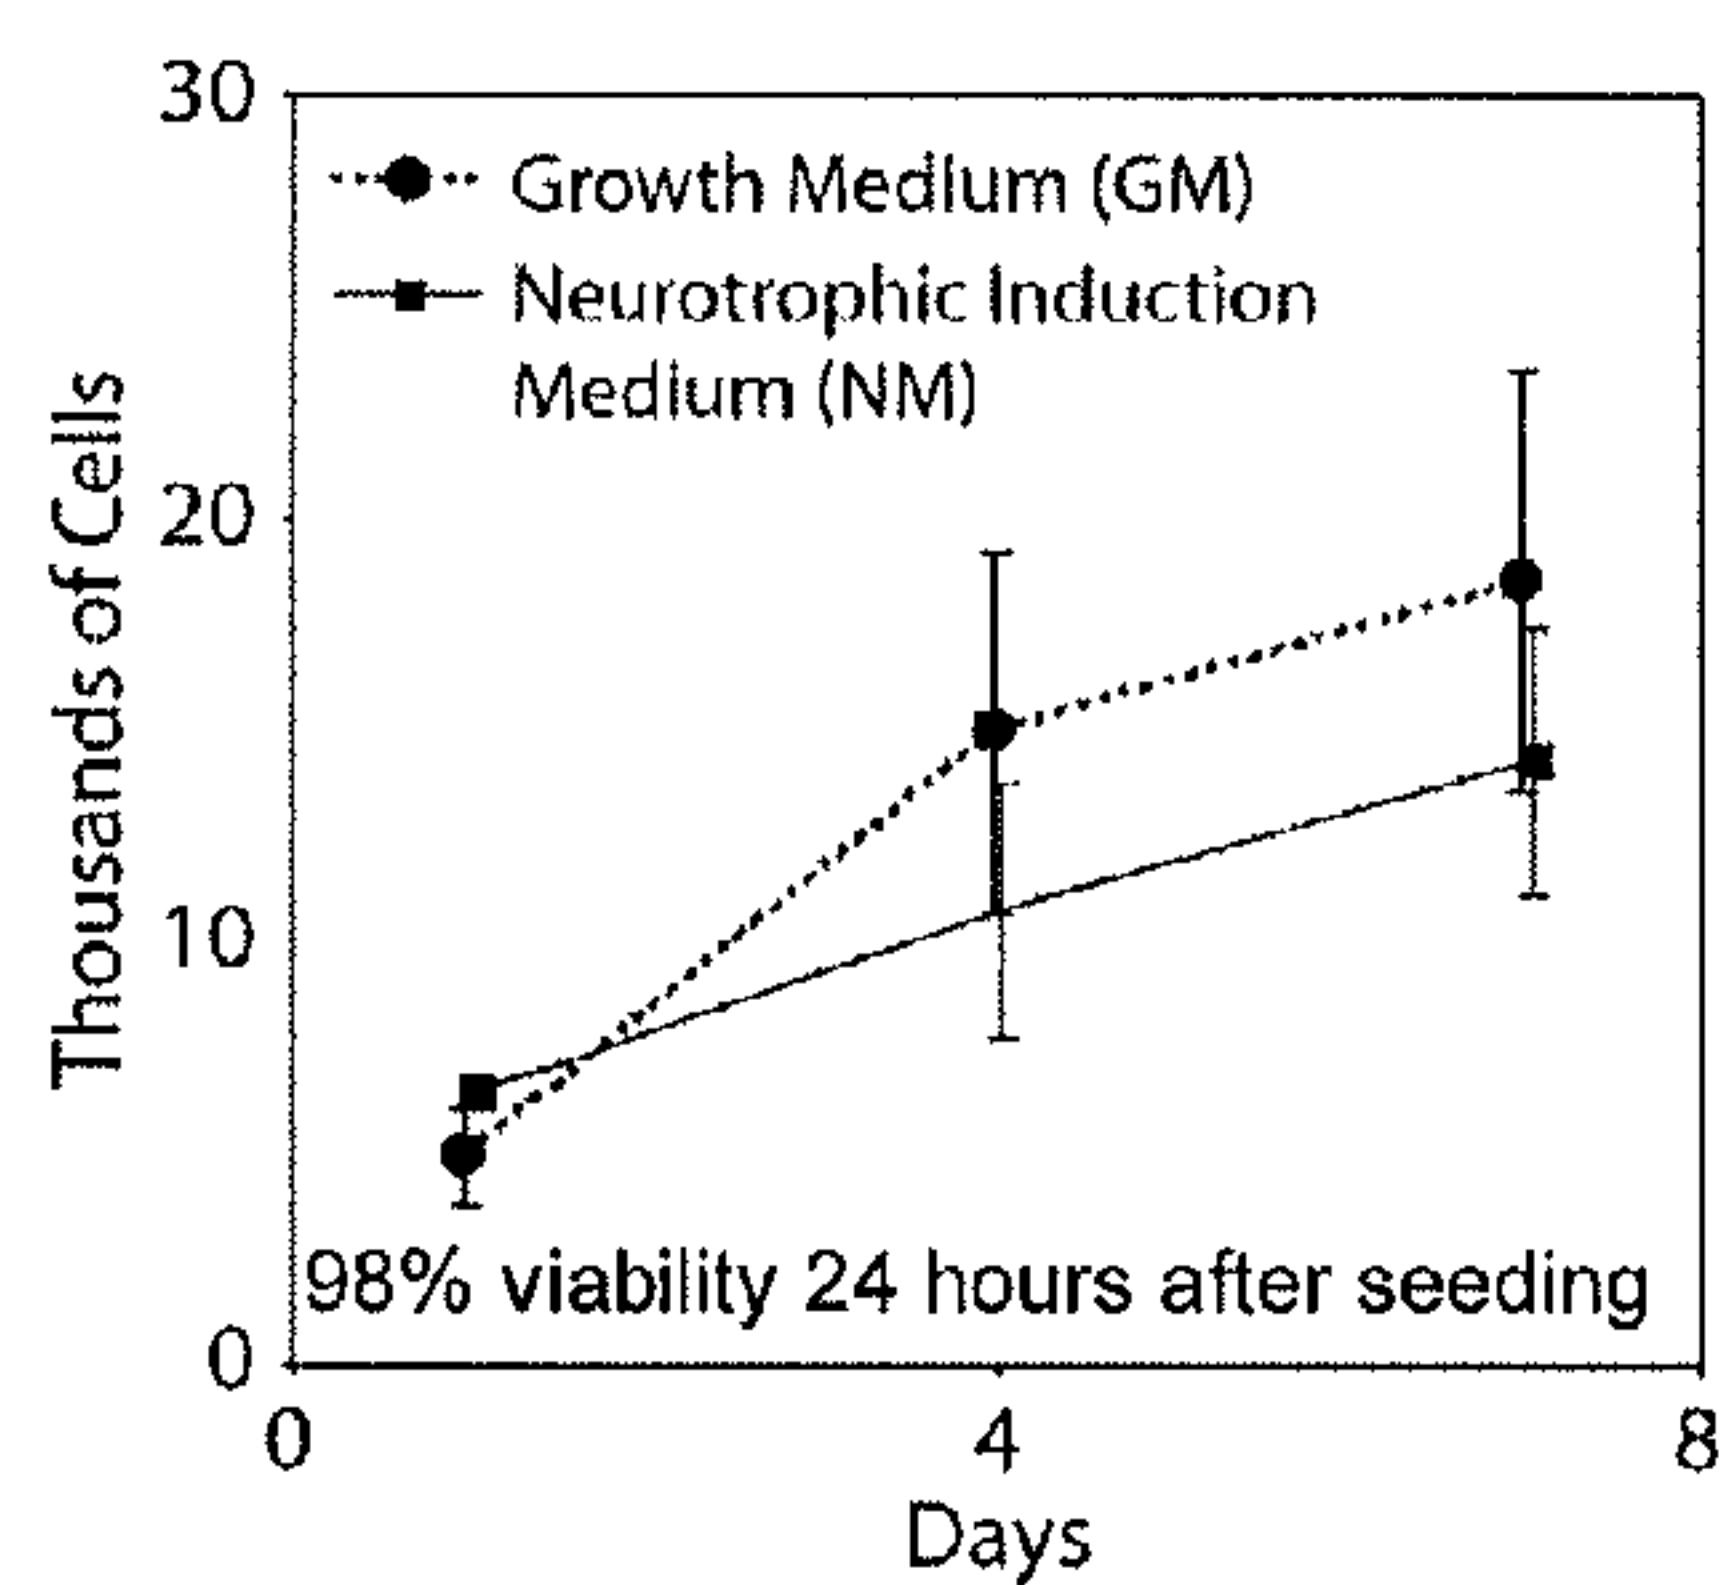 30
Growth Medium (GM)
Neurotrophic Induction
Medium (NM)
20
10
0
Thousands of Cells
98% viability 24 hours after seeding
0 4 8
Days